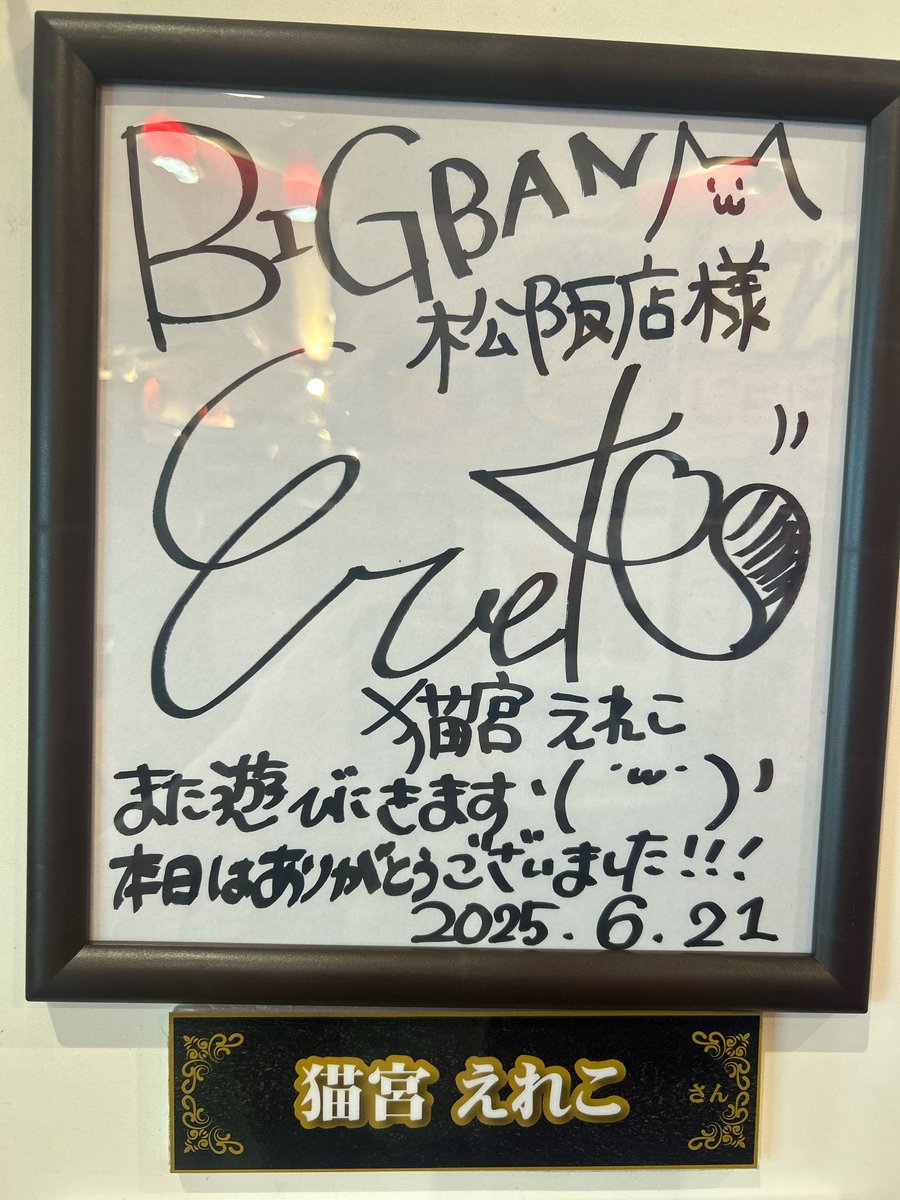 BIGBAN
松阪店様
Ereko
猫宮 えれこ
また遊びにきます ‘( ˙ω˙ )’
本日はありがとうございました!!!
2025.6.21
猫宮 えれこ さん